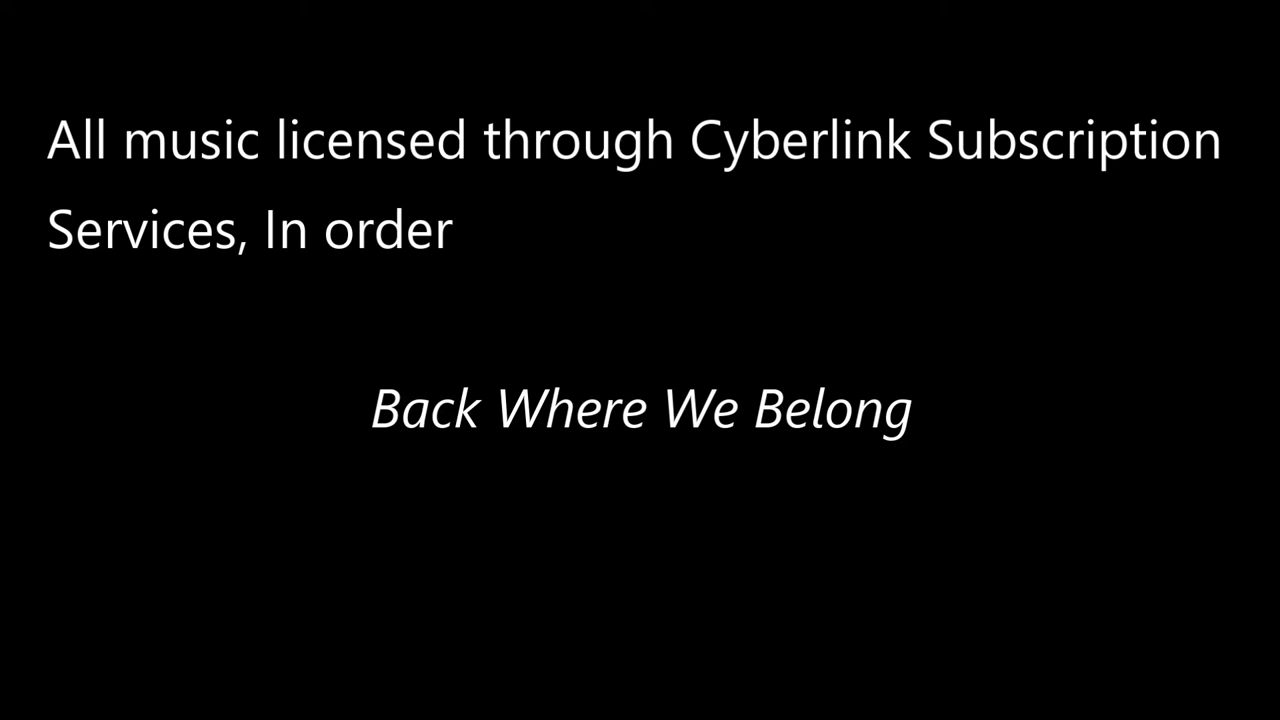 All music licensed through Cyberlink Subscription
Services, In order
Back Where We Belong